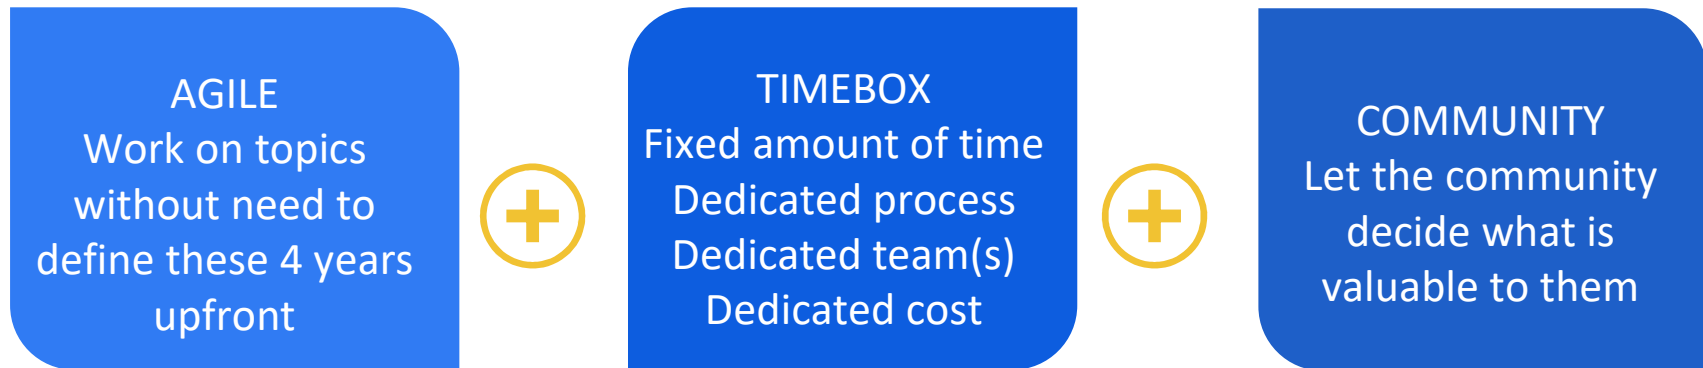 AGILE
Work on topics
without need to
define these 4 years
upfront
TIMEBOX
Fixed amount of time
Dedicated process
Dedicated team(s)
Dedicated cost
COMMUNITY
Let the community
decide what is
valuable to them